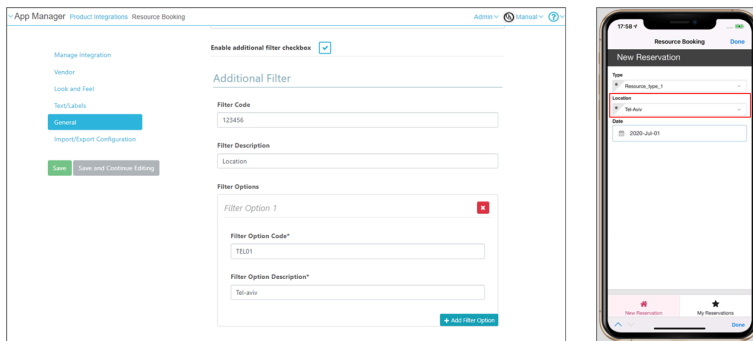 App Manager Product Integrations Resource Booking
Admin Manual ?
Manage Integration
Vendor
Look and Feel
Text/Labels
General
Import/Export Configuration
Save Save and Continue Editing
Enable additional filter checkbox
Additional Filter
Filter Code
123456
Filter Description
Location
Filter Options
Filter Option 1
Filter Option Code*
TEL01
Filter Option Description*
Tel-aviv
+ Add Filter Option
17:58
Resource Booking Done
New Reservation
Type
Resource_type_1
Location
Tel-Aviv
Date
2020-Jul-01
New Reservation My Reservations
Done